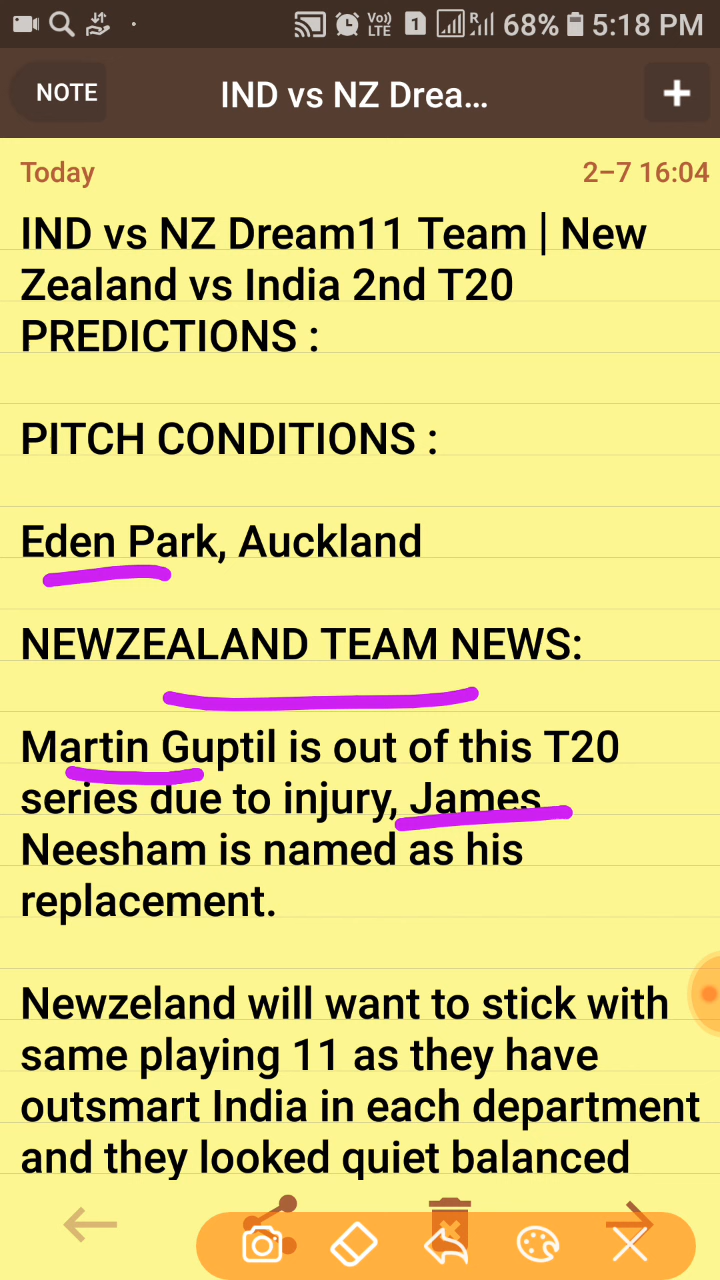 Vo)) LTE 1 R 68% 5:18 PM
NOTE IND vs NZ Drea... +
Today 2-7 16:04
IND vs NZ Dream11 Team | New
Zealand vs India 2nd T20
PREDICTIONS :
PITCH CONDITIONS :
Eden Park, Auckland
NEWZEALAND TEAM NEWS:
Martin Guptil is out of this T20
series due to injury, James
Neesham is named as his
replacement.
Newzeland will want to stick with
same playing 11 as they have
outsmart India in each department
and they looked quiet balanced